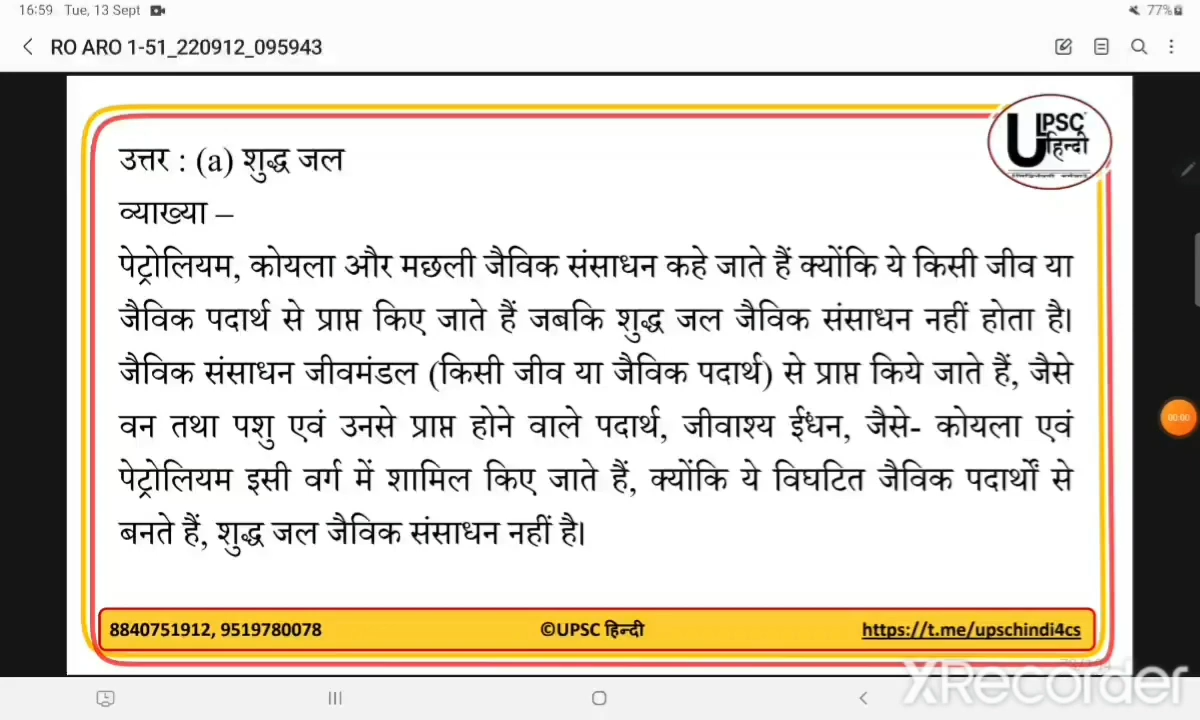 16:59 Tue, 13 Sept
77%
RO ARO 1-51_220912_095943
UPSC
हिन्दी
उत्तर : (a) शुद्ध जल
व्याख्या –
पेट्रोलियम, कोयला और मछली जैविक संसाधन कहे जाते हैं क्योंकि ये किसी जीव या
जैविक पदार्थ से प्राप्त किए जाते हैं जबकि शुद्ध जल जैविक संसाधन नहीं होता है।
जैविक संसाधन जीवमंडल (किसी जीव या जैविक पदार्थ) से प्राप्त किये जाते हैं, जैसे
वन तथा पशु एवं उनसे प्राप्त होने वाले पदार्थ, जीवाश्य ईंधन, जैसे- कोयला एवं
पेट्रोलियम इसी वर्ग में शामिल किए जाते हैं, क्योंकि ये विघटित जैविक पदार्थों से
बनते हैं, शुद्ध जल जैविक संसाधन नहीं है।
00:00
8840751912, 9519780078 ©UPSC हिन्दी https://t.me/upschindi4cs
XRecorder